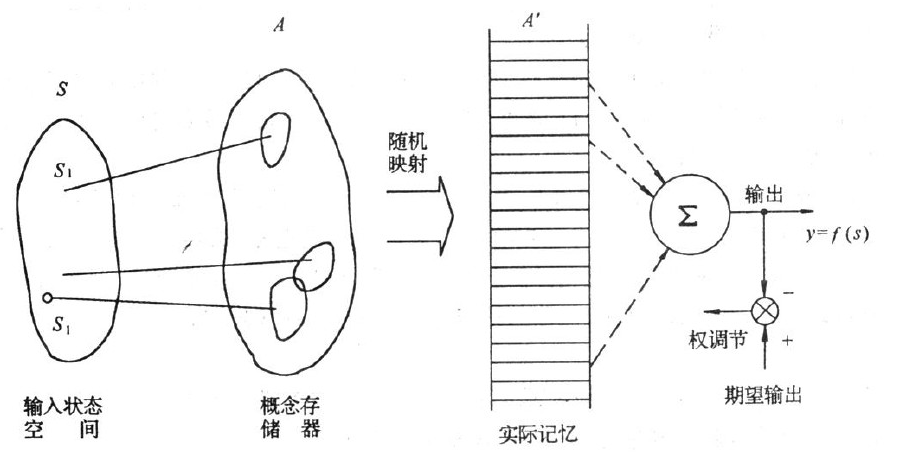 S
A
A'
S₁
S₁
随机
映射
Σ
输出
y=f(s)
−
+
权调节
期望输出
输入状态
空 间
概念存
储 器
实际记忆